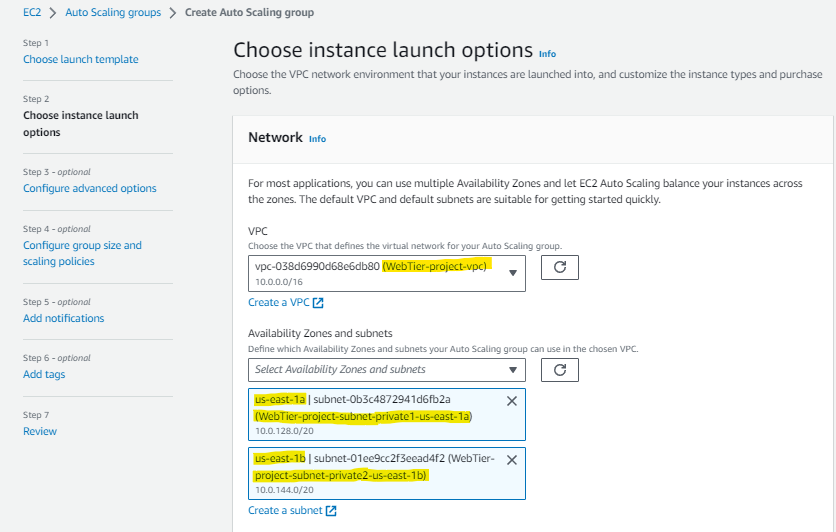 EC2 > Auto Scaling groups > Create Auto Scaling group
Step 1
Choose launch template
Step 2
Choose instance launch
options
Step 3 - optional
Configure advanced options
Step 4 - optional
Configure group size and
scaling policies
Step 5 - optional
Add notifications
Step 6 - optional
Add tags
Step 7
Review
Choose instance launch options Info
Choose the VPC network environment that your instances are launched into, and customize the instance types and purchase
options.
Network Info
For most applications, you can use multiple Availability Zones and let EC2 Auto Scaling balance your instances across
the zones. The default VPC and default subnets are suitable for getting started quickly.
VPC
Choose the VPC that defines the virtual network for your Auto Scaling group.
vpc-038d6990d68e6db80 (WebTier-project-vpc)
10.0.0.0/16
Create a VPC
Availability Zones and subnets
Define which Availability Zones and subnets your Auto Scaling group can use in the chosen VPC.
Select Availability Zones and subnets
us-east-1a | subnet-0b3c4872941d6fb2a
(WebTier-project-subnet-private1-us-east-1a)
10.0.128.0/20
us-east-1b | subnet-01ee9cc2f3eead4f2 (WebTier-
project-subnet-private2-us-east-1b)
10.0.144.0/20
Create a subnet